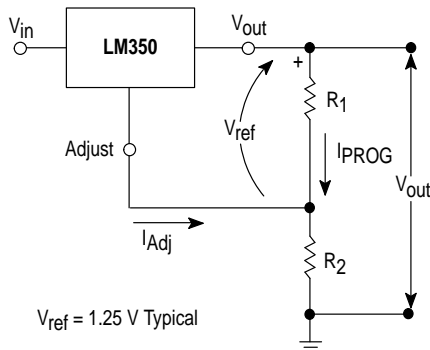 Vin
LM350
Vout
+
R1
Vref
IPROG
Adjust
Vout
IAdj
R2
Vref = 1.25 V Typical